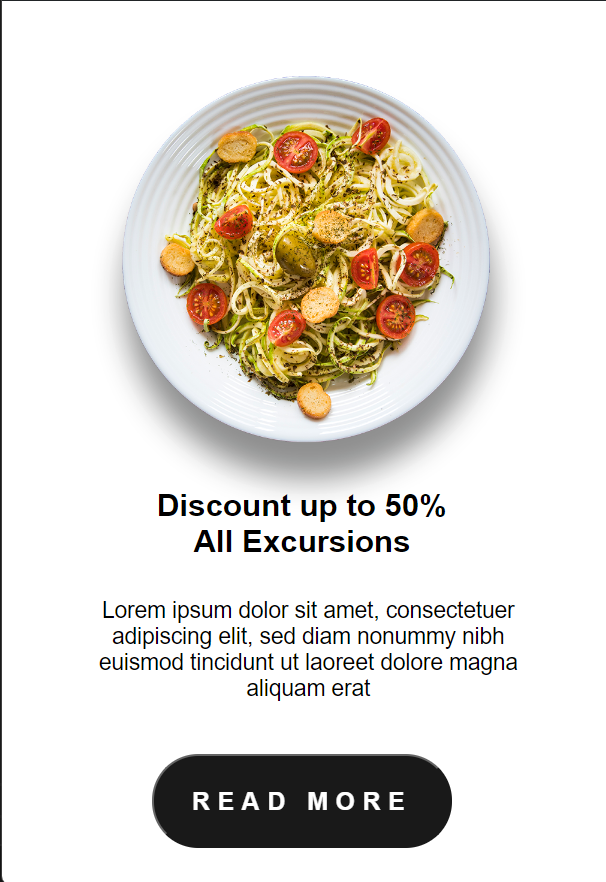 Discount up to 50%
All Excursions
Lorem ipsum dolor sit amet, consectetuer
adipiscing elit, sed diam nonummy nibh
euismod tincidunt ut laoreet dolore magna
aliquam erat
READ MORE